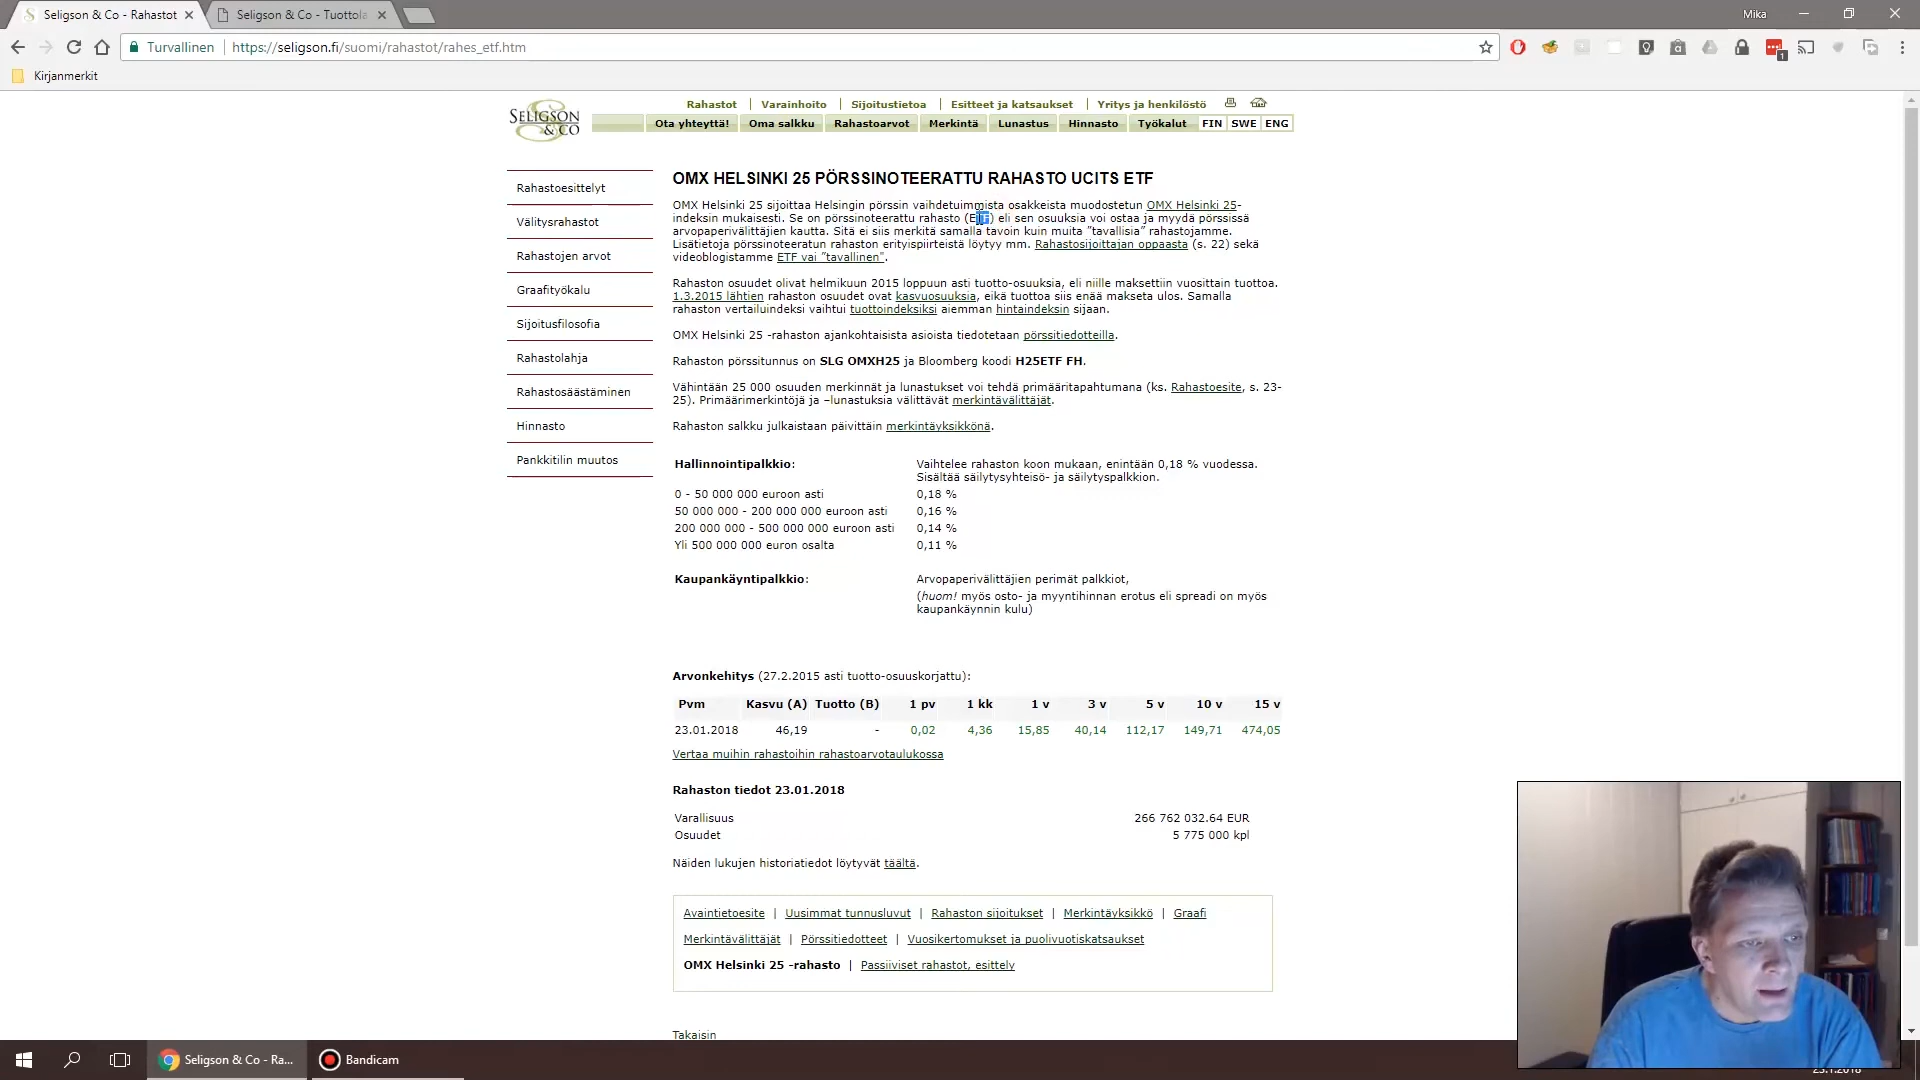 Seligson & Co - Rahastot
Seligson & Co - Tuottola
Mika
Turvallinen
https://seligson.fi/suomi/rahastot/rahes_etf.htm
1
Kirjanmerkit
SELIGSON & CO
Rahastot | Varainhoito | Sijoitustietoa | Esitteet ja katsaukset | Yritys ja henkilöstö
Ota yhteyttä! Oma salkku Rahastoarvot Merkintä Lunastus Hinnasto Työkalut FIN SWE ENG
Rahastoesittelyt
Välitysrahastot
Rahastojen arvot
Graafityökalu
Sijoitusfilosofia
Rahastolahja
Rahastosäästäminen
Hinnasto
Pankkitilin muutos
OMX HELSINKI 25 PÖRSSINOTEERATTU RAHASTO UCITS ETF
OMX Helsinki 25 sijoittaa Helsingin pörssin vaihdetuimmista osakkeista muodostetun OMX Helsinki 25-
indeksin mukaisesti. Se on pörssinoteerattu rahasto (ETF) eli sen osuuksia voi ostaa ja myydä pörssissä
arvopaperivälittäjien kautta. Sitä ei siis merkitä samalla tavoin kuin muita ”tavallisia” rahastojamme.
Lisätietoja pörssinoteeratun rahaston erityispiirteistä löytyy mm. Rahastosijoittajan oppaasta (s. 22) sekä
videoblogistamme ETF vai ”tavallinen”.
Rahaston osuudet olivat helmikuun 2015 loppuun asti tuotto-osuuksia, eli niille maksettiin vuosittain tuottoa.
1.3.2015 lähtien rahaston osuudet ovat kasvuosuuksia, eikä tuottoa siis enää makseta ulos. Samalla
rahaston vertailuindeksi vaihtui tuottoindeksiksi aiemman hintaindeksin sijaan.
OMX Helsinki 25 -rahaston ajankohtaisista asioista tiedotetaan pörssitiedotteilla.
Rahaston pörssitunnus on SLG OMXH25 ja Bloomberg koodi H25ETF FH.
Vähintään 25 000 osuuden merkinnät ja lunastukset voi tehdä primääritapahtumana (ks. Rahastoesite, s. 23-
25). Primäärimerkintöjä ja –lunastuksia välittävät merkintävälittäjät.
Rahaston salkku julkaistaan päivittäin merkintäyksikkönä.
Hallinnointipalkkio: Vaihtelee rahaston koon mukaan, enintään 0,18 % vuodessa.
Sisältää säilytysyhteisö- ja säilytyspalkkion.
0 - 50 000 000 euroon asti 0,18 %
50 000 000 - 200 000 000 euroon asti 0,16 %
200 000 000 - 500 000 000 euroon asti 0,14 %
Yli 500 000 000 euron osalta 0,11 %
Kaupankäyntipalkkio: Arvopaperivälittäjien perimät palkkiot,
(huom! myös osto- ja myyntihinnan erotus eli spreadi on myös
kaupankäynnin kulu)
Arvonkehitys (27.2.2015 asti tuotto-osuuskorjattu):
Pvm Kasvu (A) Tuotto (B) 1 pv 1 kk 1 v 3 v 5 v 10 v 15 v
23.01.2018 46,19 - 0,02 4,36 15,85 40,14 112,17 149,71 474,05
Vertaa muihin rahastoihin rahastoarvotaulukossa
Rahaston tiedot 23.01.2018
Varallisuus 266 762 032.64 EUR
Osuudet 5 775 000 kpl
Näiden lukujen historiatiedot löytyvät täältä.
Avaintietoesite | Uusimmat tunnusluvut | Rahaston sijoitukset | Merkintäyksikkö | Graafi
Merkintävälittäjät | Pörssitiedotteet | Vuosikertomukset ja puolivuotiskatsaukset
OMX Helsinki 25 -rahasto | Passiiviset rahastot, esittely
Takaisin
Seligson & Co - Ra...
Bandicam